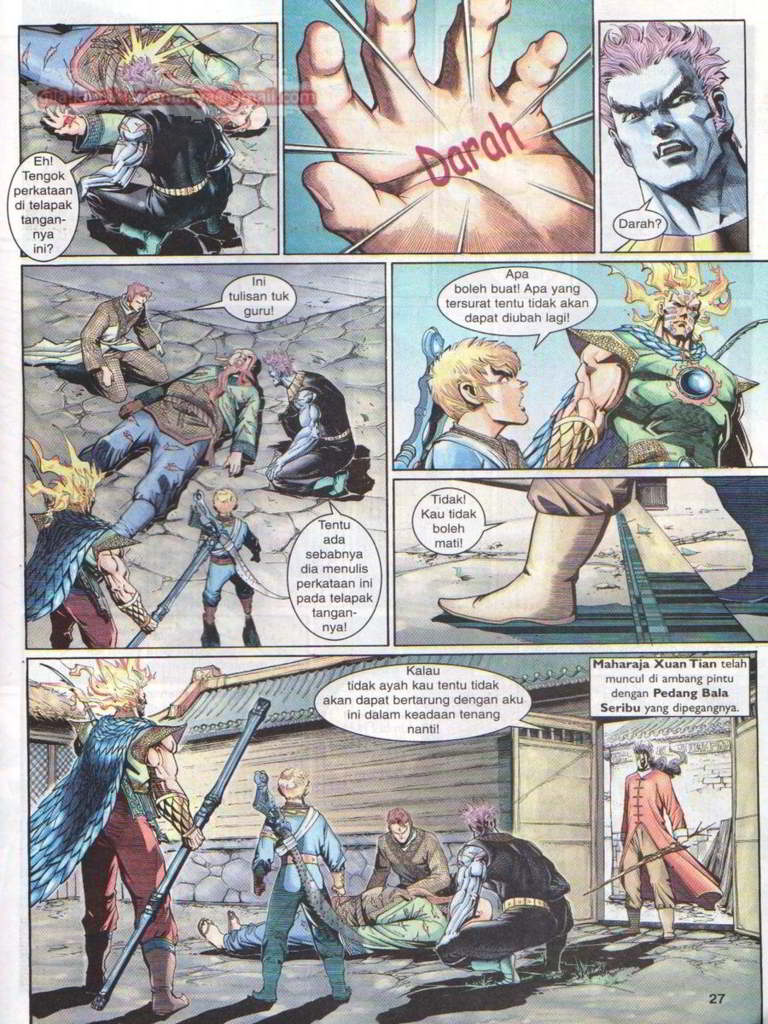 Eh!
Tengok
perkataan
di telapak
tangan-
nya
ini?
Darah
Darah?
Ini
tulisan tuk
guru!
Tentu
ada
sebabnya
dia menulis
perkataan ini
pada telapak
tangan-
nya!
Apa
boleh buat! Apa yang
tersurat tentu tidak akan
dapat diubah lagi!
Tidak!
Kau tidak
boleh
mati!
Kalau
tidak ayah kau tentu tidak
akan dapat bertarung dengan aku
ini dalam keadaan tenang
nanti!
Maharaja Xuan Tian telah
muncul di ambang pintu
dengan Pedang Bala
Seribu yang dipegangnya.
27